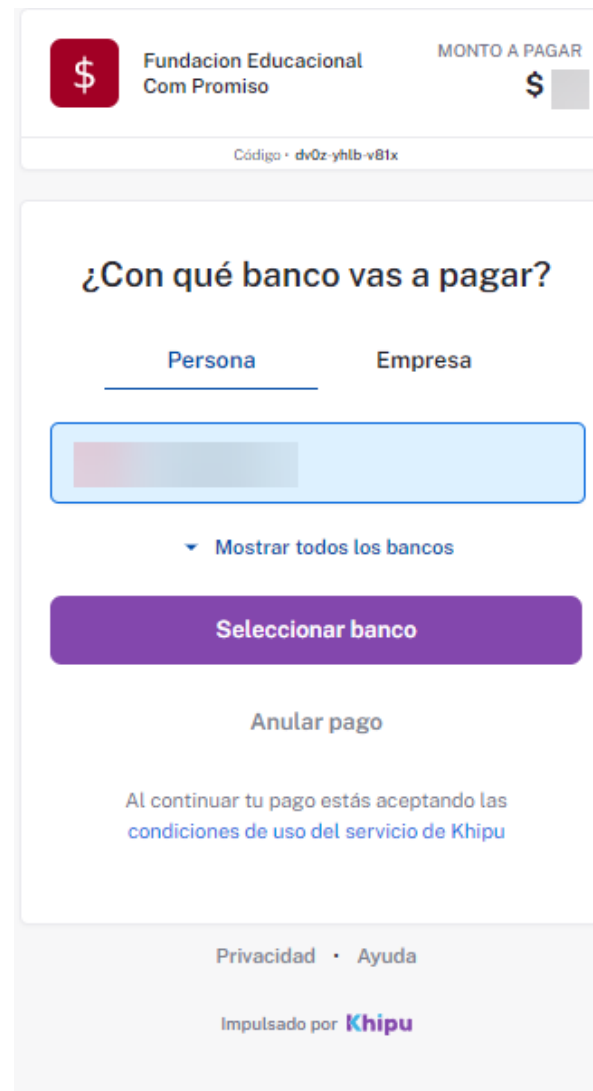 $
Fundacion Educacional
Com Promiso
MONTO A PAGAR
$
Código • dv0z-yhlb-v81x
¿Con qué banco vas a pagar?
Persona
Empresa
Mostrar todos los bancos
Seleccionar banco
Anular pago
Al continuar tu pago estás aceptando las
condiciones de uso del servicio de Khipu
Privacidad • Ayuda
Impulsado por Khipu